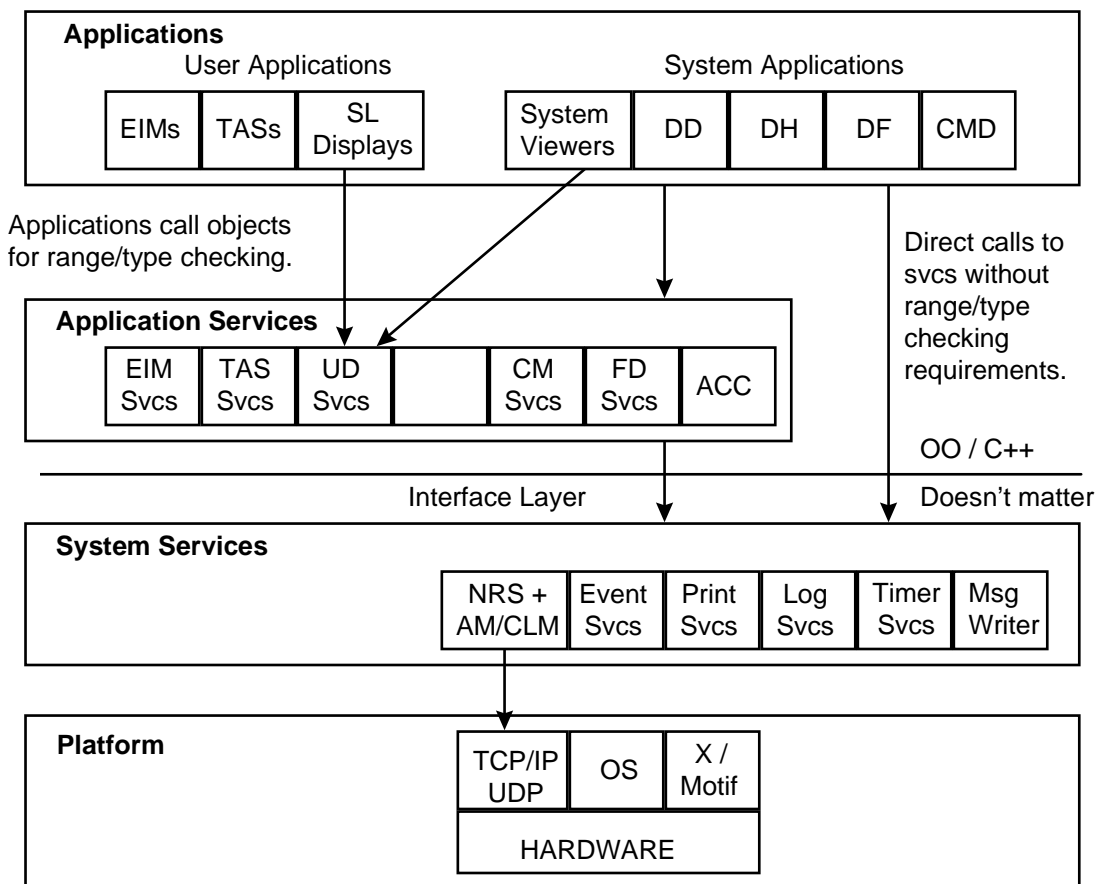 Applications
User Applications
System Applications
EIMs
TASs
SL
Displays
System
Viewers
DD
DH
DF
CMD
Applications call objects
for range/type checking.
Direct calls to
svcs without
range/type
checking
requirements.
Application Services
EIM
Svcs
TAS
Svcs
UD
Svcs
CM
Svcs
FD
Svcs
ACC
OO / C++
Interface Layer
Doesn't matter
System Services
NRS +
AM/CLM
Event
Svcs
Print
Svcs
Log
Svcs
Timer
Svcs
Msg
Writer
Platform
TCP/IP
UDP
OS
X /
Motif
HARDWARE